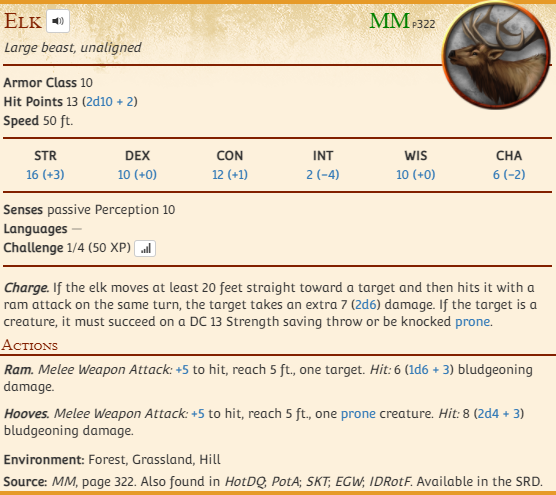 Elk
MM P322
Large beast, unaligned
Armor Class 10
Hit Points 13 (2d10 + 2)
Speed 50 ft.
STR DEX CON INT WIS CHA
16 (+3) 10 (+0) 12 (+1) 2 (−4) 10 (+0) 6 (−2)
Senses passive Perception 10
Languages —
Challenge 1/4 (50 XP)
Charge. If the elk moves at least 20 feet straight toward a target and then hits it with a
ram attack on the same turn, the target takes an extra 7 (2d6) damage. If the target is a
creature, it must succeed on a DC 13 Strength saving throw or be knocked prone.
Actions
Ram. Melee Weapon Attack: +5 to hit, reach 5 ft., one target. Hit: 6 (1d6 + 3) bludgeoning
damage.
Hooves. Melee Weapon Attack: +5 to hit, reach 5 ft., one prone creature. Hit: 8 (2d4 + 3)
bludgeoning damage.
Environment: Forest, Grassland, Hill
Source: MM, page 322. Also found in HotDQ; PotA; SKT; EGW; IDRotF. Available in the SRD.